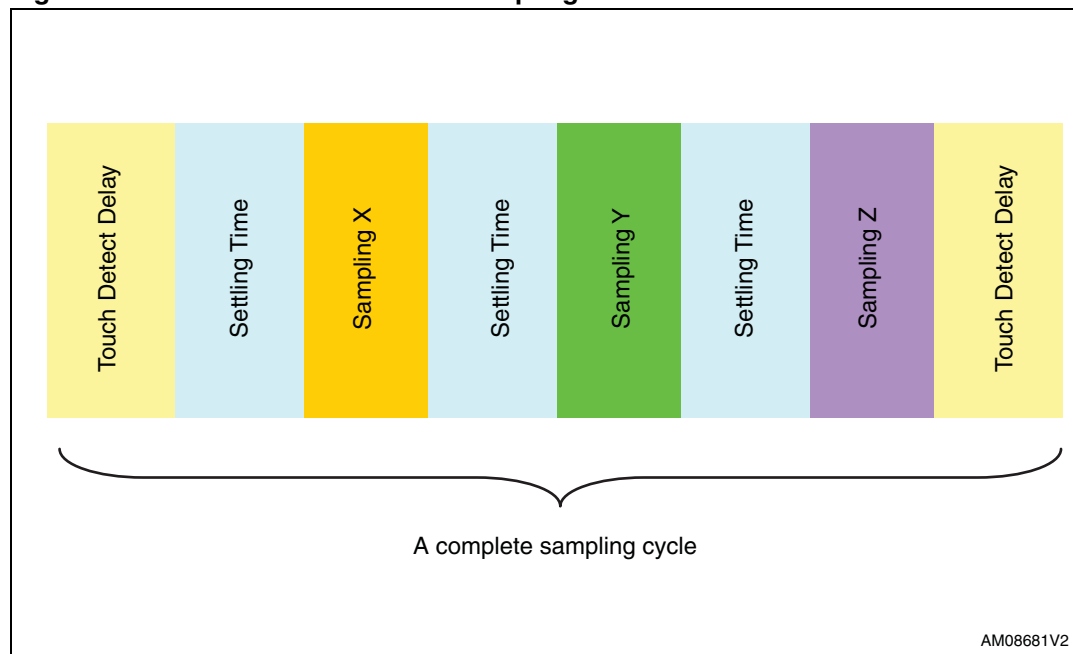 Touch Detect Delay
Settling Time
Sampling X
Settling Time
Sampling Y
Settling Time
Sampling Z
Touch Detect Delay
A complete sampling cycle
AM08681V2